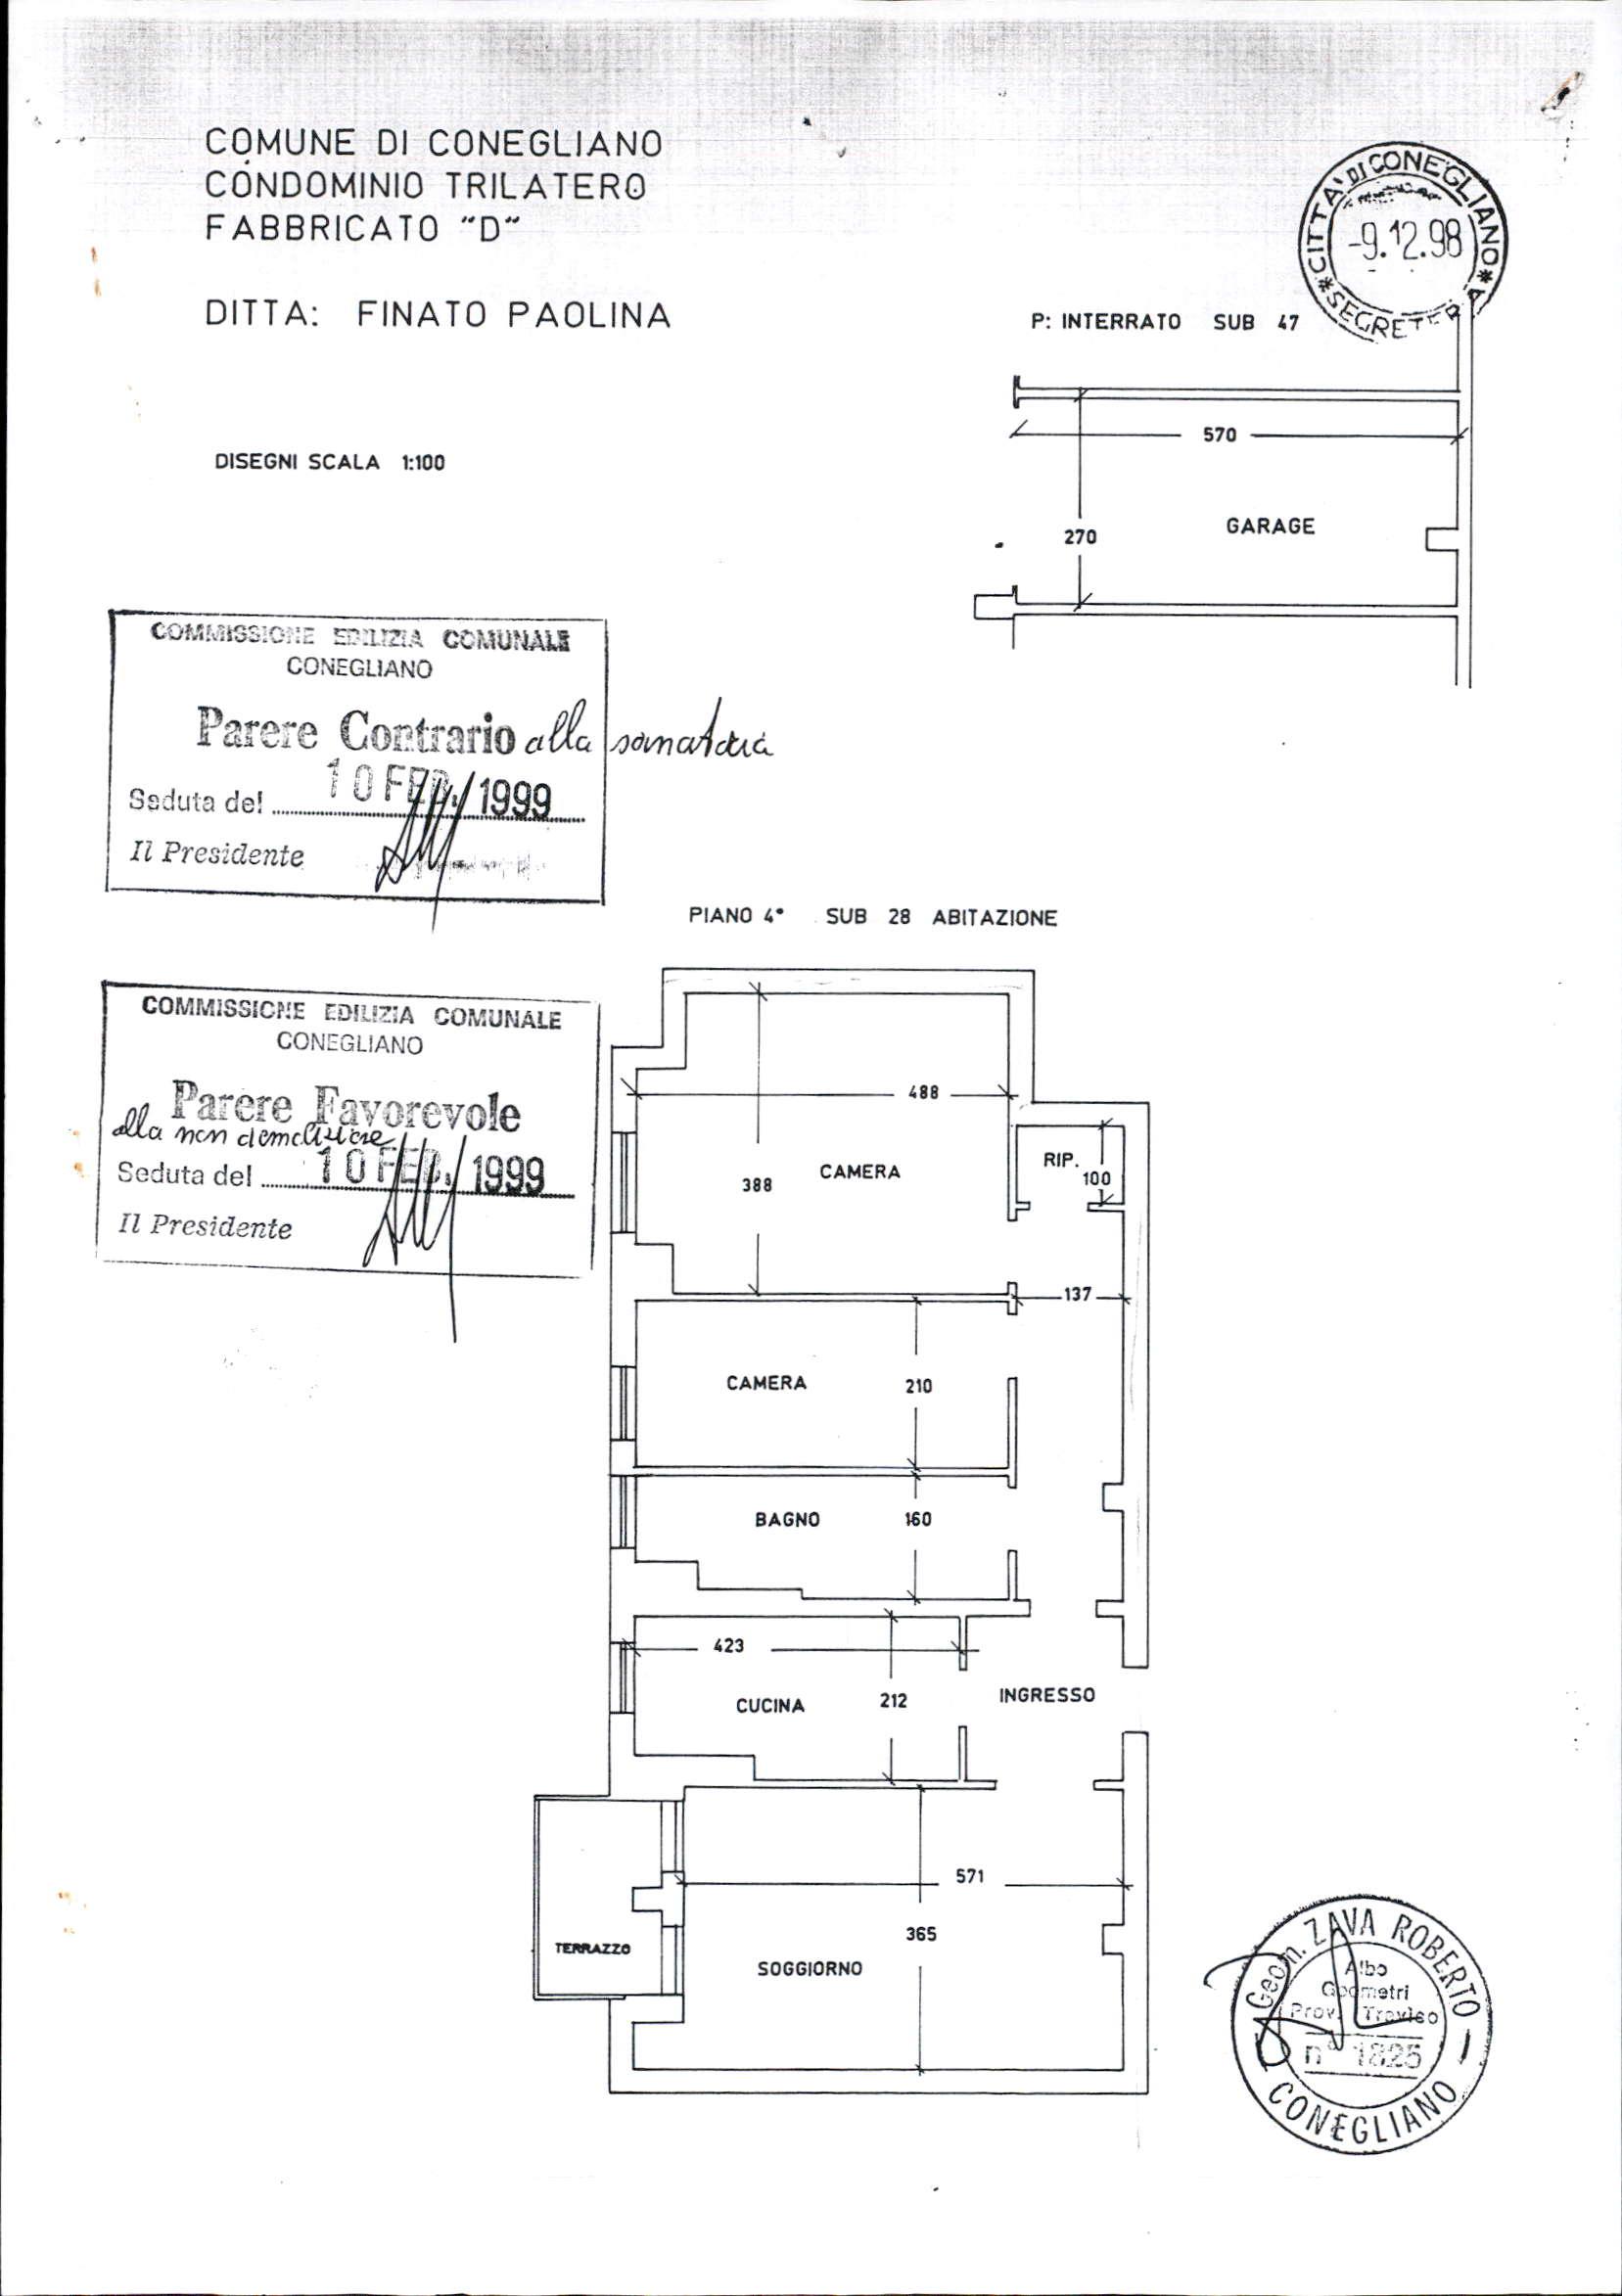 COMUNE DI CONEGLIANO
CONDOMINIO TRILATERO
FABBRICATO "D"
DITTA: FINATO PAOLINA
CITTA' DI CONEGLIANO
-9.12.98
P: INTERRATO SUB 47
DISEGNI SCALA 1:100
570
GARAGE
270
COMMISSIONE EDILIZIA COMUNALE
CONEGLIANO
Parere Contrario alla sanatoria
Seduta del 10 FEB. 1999
Il Presidente
PIANO 4° SUB 28 ABITAZIONE
COMMISSIONE EDILIZIA COMUNALE
CONEGLIANO
Parere Favorevole
alla non demolizione
Seduta del 10 FEB. 1999
Il Presidente
488
RIP.
100
388
CAMERA
137
CAMERA
210
BAGNO
160
423
CUCINA
212
INGRESSO
571
365
TERRAZZO
SOGGIORNO
Geom. ZAVA ROBERTO
Albo
Geometri
Prov. Treviso
n° 1825
CONEGLIANO